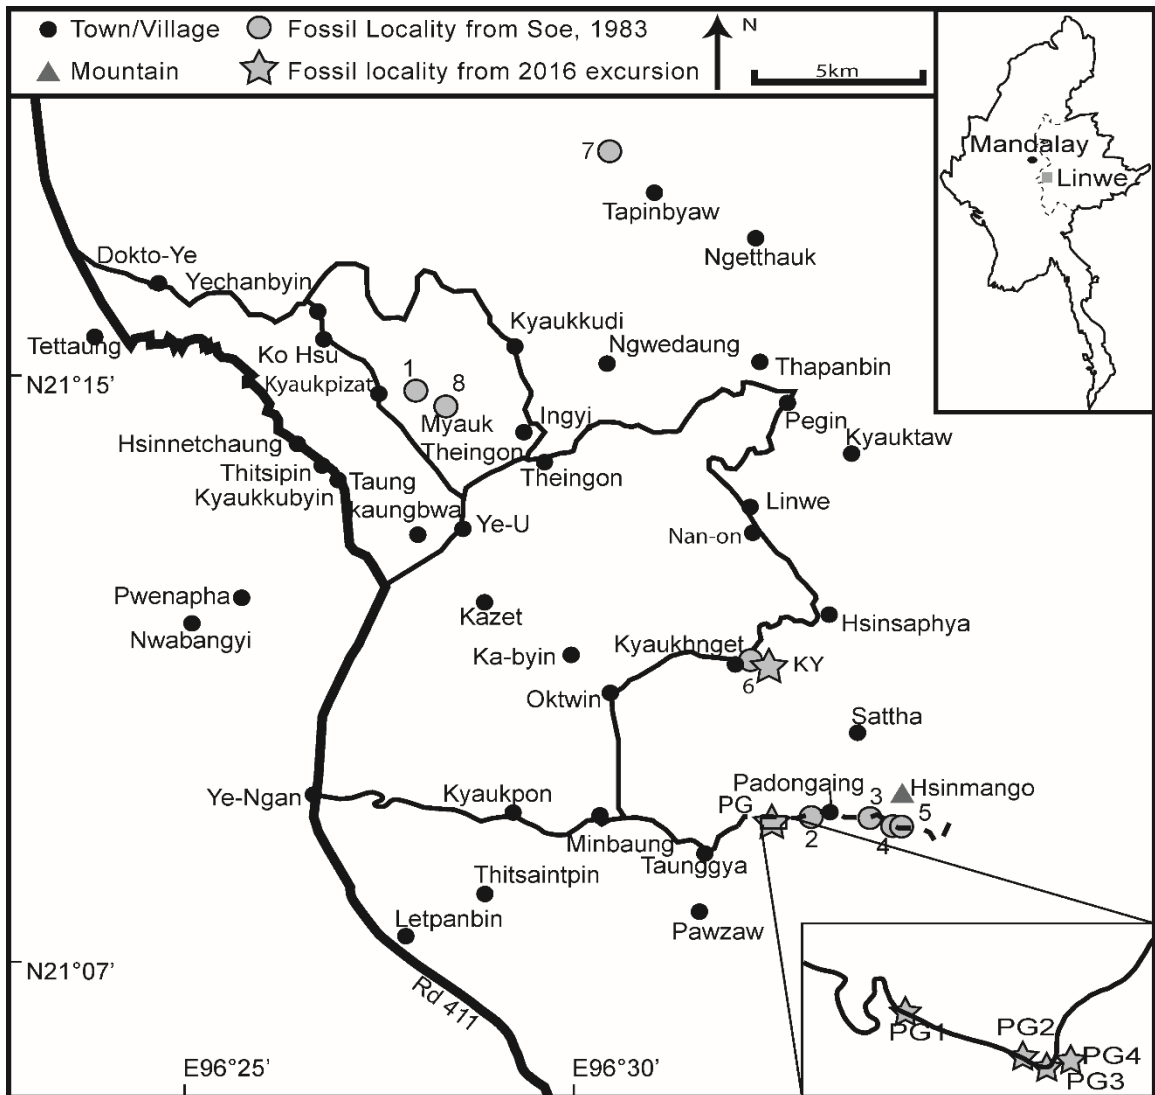 Town/Village
Fossil Locality from Soe, 1983
N
Mountain
Fossil locality from 2016 excursion
5km
Mandalay
Linwe
7
Tapinbyaw
Ngetthauk
Dokto-Ye
Yechanbyin
Kyaukkudi
Tettaung
Ko Hsu
Ngwedaung
Thapanbin
N21°15’
Kyaukpizat
1
8
Myauk
Theingon
Ingyi
Pegin
Kyauktaw
Hsinnetchaung
Thitsipin
Kyaukkubyin
Theingon
Taung
kaungbwa
Linwe
Ye-U
Nan-on
Pwenapha
Nwabangyi
Kazet
Hsinsaphya
Ka-byin
Kyaukhnget
KY
6
Oktwin
Sattha
Ye-Ngan
Kyaukpon
Padongaing
Hsinmango
PG
3
5
2
4
Minbaung
Taunggya
Thitsaintpin
Letpanbin
Pawzaw
N21°07’
Rd 411
PG1
PG2
PG4
PG3
E96°25’
E96°30’